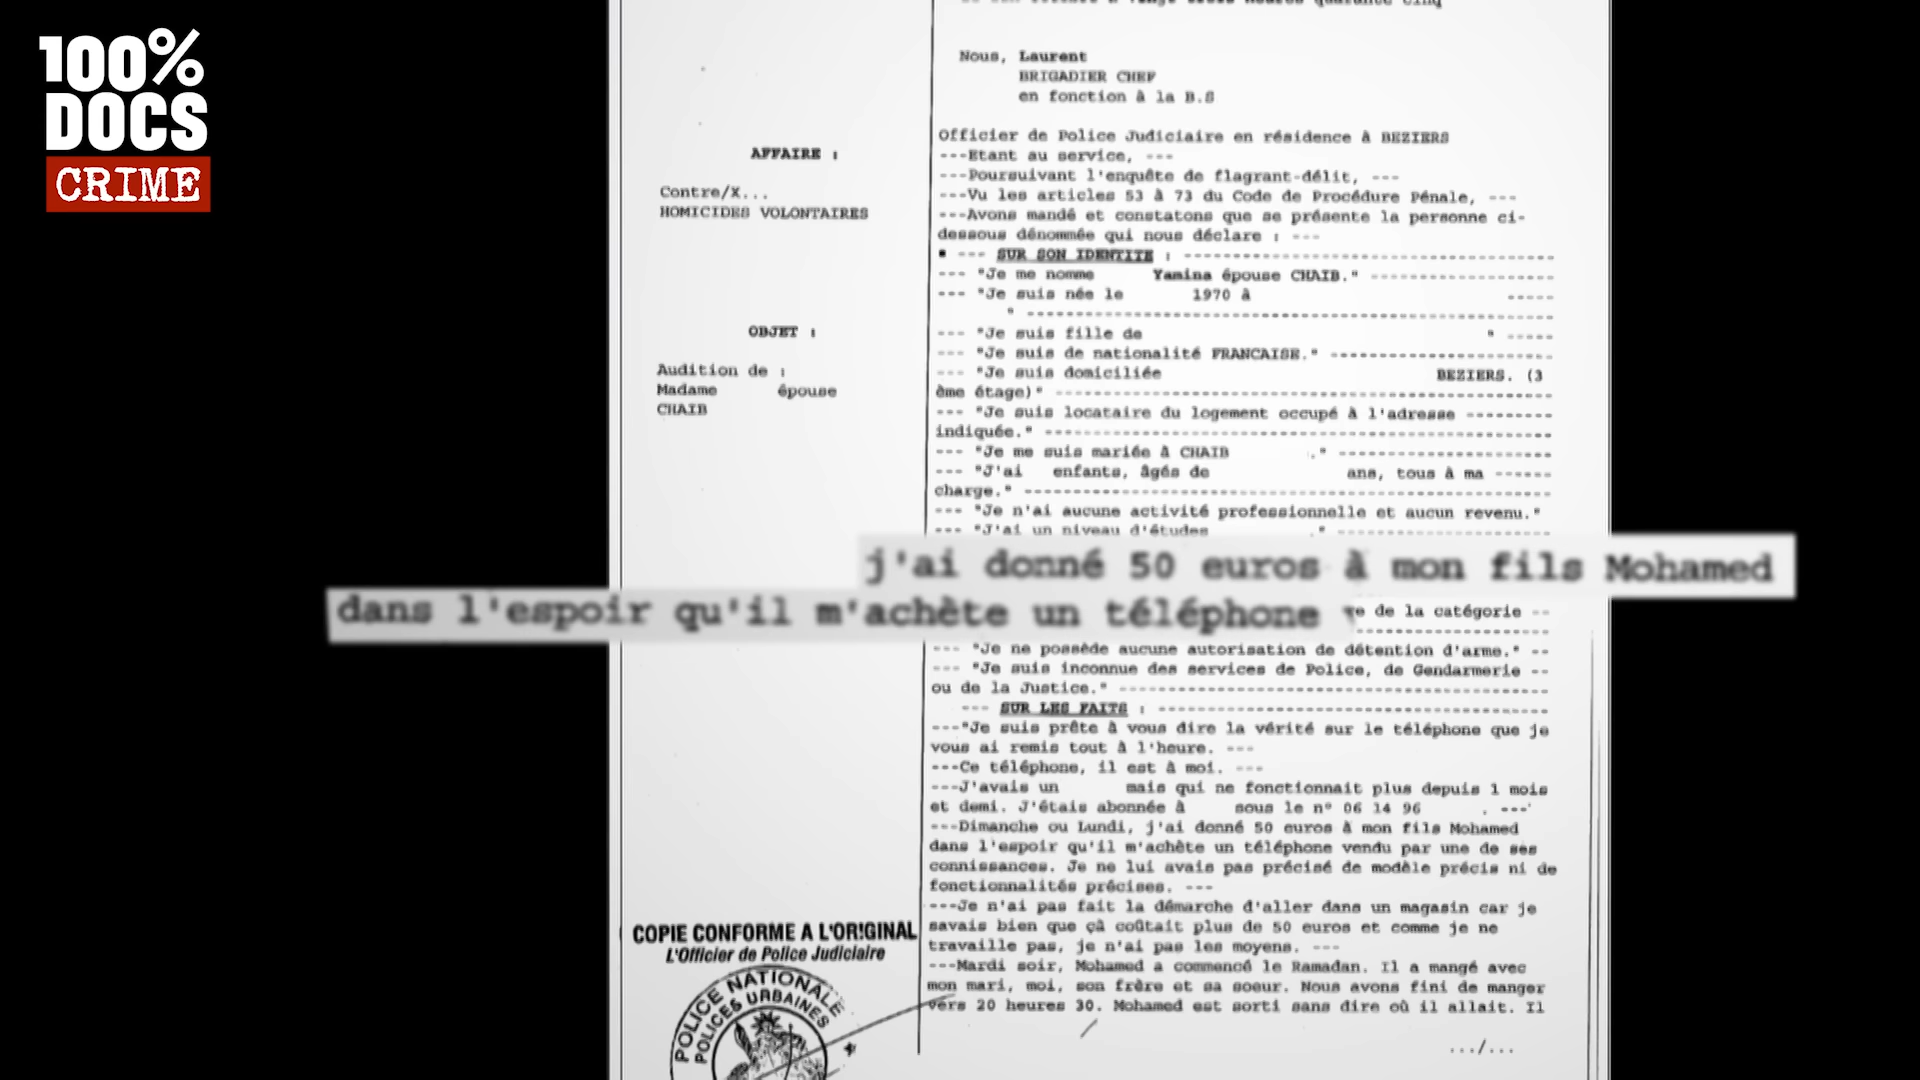 100%
DOCS
CRIME
Nous, Laurent
BRIGADIER CHEF
en fonction à la B.S
Officier de Police Judiciaire en résidence à BEZIERS
---Etant au service, ---
---Poursuivant l'enquête de flagrant-délit, ---
---Vu les articles 53 à 73 du Code de Procédure Pénale, ---
---Avons mandé et constatons que se présente la personne ci-
dessous dénommée qui nous déclare : ---
--- SUR SON IDENTITE :
--- "Je me nomme Yamina épouse CHAIB."
--- "Je suis née le 1970 à
"
--- "Je suis fille de "
--- "Je suis de nationalité FRANCAISE."
--- "Je suis domiciliée BEZIERS. (3
ème étage)"
--- "Je suis locataire du logement occupé à l'adresse
indiquée."
--- "Je me suis mariée à CHAIB ."
--- "J'ai enfants, âgés de ans, tous à ma
charge."
--- "Je n'ai aucune activité professionnelle et aucun revenu."
--- "J'ai un niveau d'études "
AFFAIRE :
Contre/X...
HOMICIDES VOLONTAIRES
OBJET :
Audition de :
Madame épouse
CHAIB
j'ai donné 50 euros à mon fils Mohamed
dans l'espoir qu'il m'achète un téléphone
de la catégorie
--- "Je ne possède aucune autorisation de détention d'arme." --
--- "Je suis inconnue des services de Police, de Gendarmerie --
ou de la Justice."
--- SUR LES FAITS :
---"Je suis prête à vous dire la vérité sur le téléphone que je
vous ai remis tout à l'heure. ---
---Ce téléphone, il est à moi. ---
---J'avais un mais qui ne fonctionnait plus depuis 1 mois
et demi. J'étais abonnée à sous le n° 06 14 96 . ---
---Dimanche ou Lundi, j'ai donné 50 euros à mon fils Mohamed
dans l'espoir qu'il m'achète un téléphone vendu par une de ses
connissances. Je ne lui avais pas précisé de modèle précis ni de
fonctionnalités précises. ---
---Je n'ai pas fait la démarche d'aller dans un magasin car je
savais bien que çà coûtait plus de 50 euros et comme je ne
travaille pas, je n'ai pas les moyens. ---
---Mardi soir, Mohamed a commencé le Ramadan. Il a mangé avec
mon mari, moi, son frère et sa soeur. Nous avons fini de manger
vers 20 heures 30. Mohamed est sorti sans dire où il allait. Il
.../...
COPIE CONFORME A L'ORIGINAL
L'Officier de Police Judiciaire
POLICE NATIONALE
POLICES URBAINES